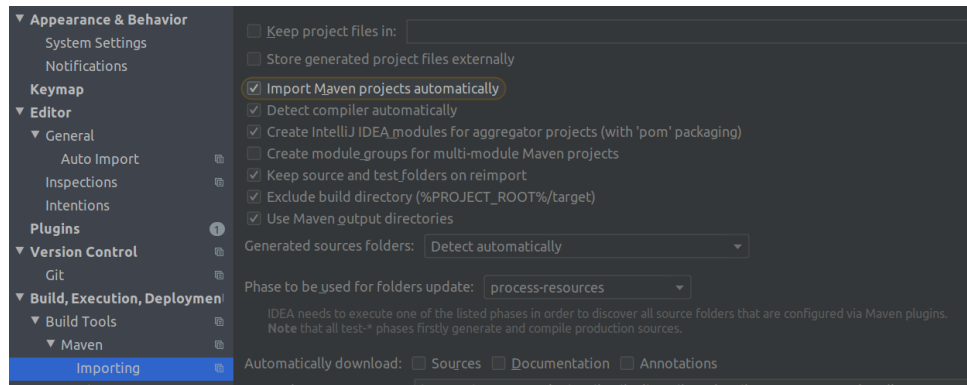 Appearance & Behavior
System Settings
Notifications
Keymap
Editor
General
Auto Import
Inspections
Intentions
Plugins 1
Version Control
Git
Build, Execution, Deploymen
Build Tools
Maven
Importing
Keep project files in:
Store generated project files externally
Import Maven projects automatically
Detect compiler automatically
Create IntelliJ IDEA modules for aggregator projects (with 'pom' packaging)
Create module groups for multi-module Maven projects
Keep source and test folders on reimport
Exclude build directory (%PROJECT_ROOT%/target)
Use Maven output directories
Generated sources folders: Detect automatically
Phase to be used for folders update: process-resources
IDEA needs to execute one of the listed phases in order to discover all source folders that are configured via Maven plugins.
Note that all test-* phases firstly generate and compile production sources.
Automatically download: Sources Documentation Annotations